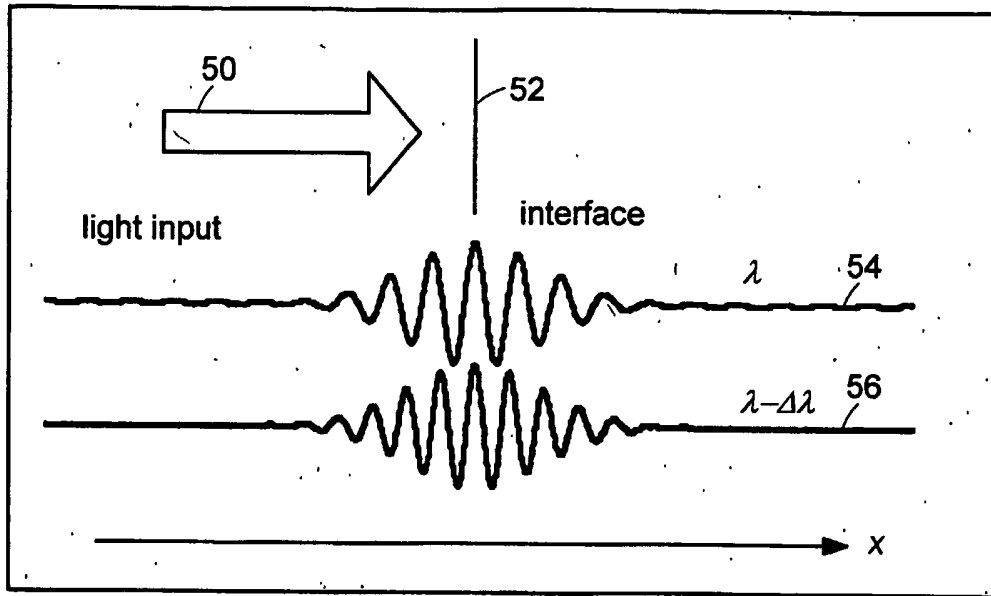 50
52
light input
interface
λ
54
λ–Δλ
56
x